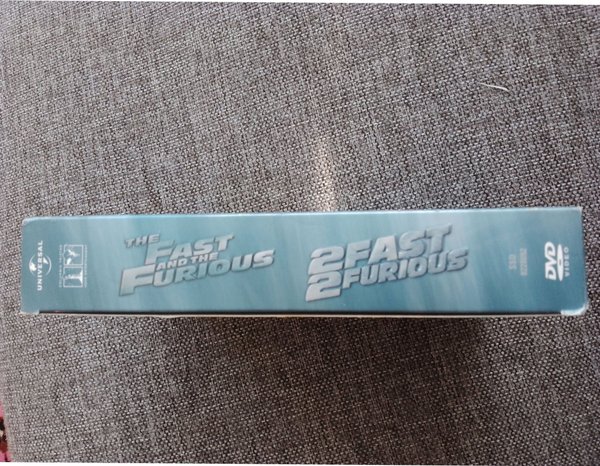 UNIVERSAL
THE
FAST
AND THE
FURIOUS
2FAST
2FURIOUS
DVD
VIDEO